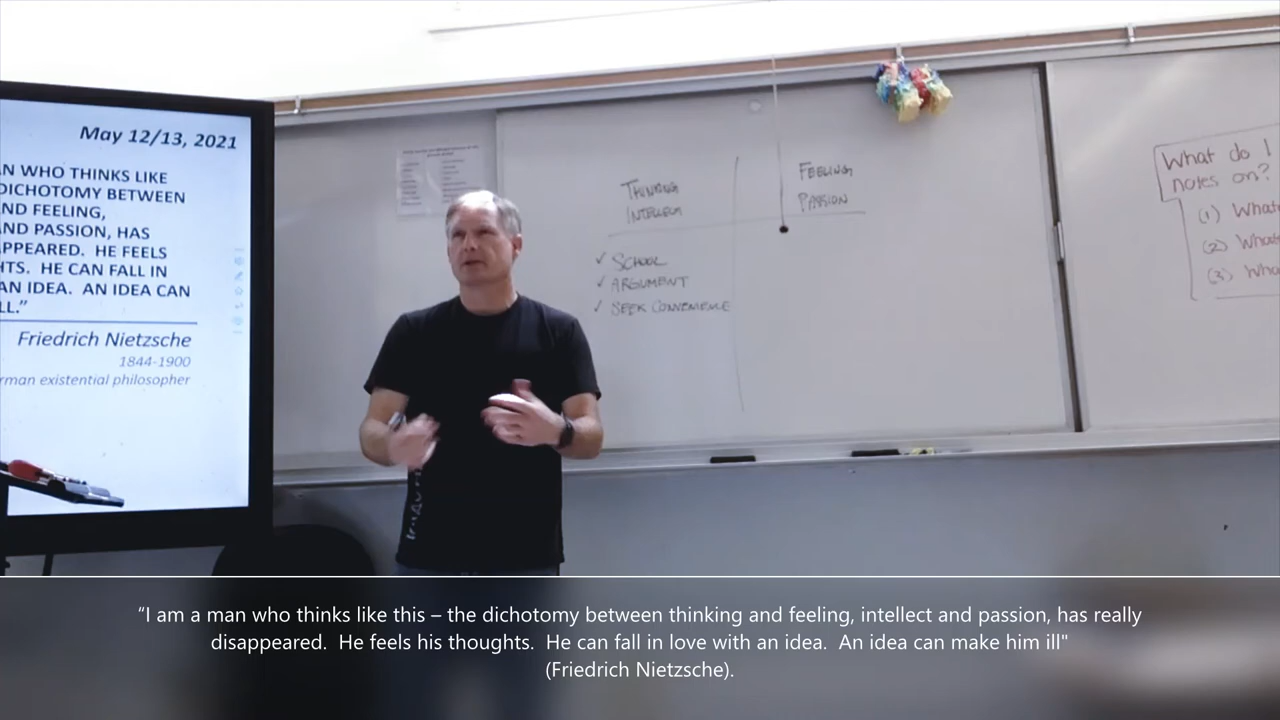 May 12/13, 2021
AN WHO THINKS LIKE
DICHOTOMY BETWEEN
ND FEELING,
ND PASSION, HAS
APPEARED. HE FEELS
HTS. HE CAN FALL IN
AN IDEA. AN IDEA CAN
LL.”
Friedrich Nietzsche
1844-1900
rman existential philosopher
THINKING
INTELLECT
FEELING
PASSION
✓ SCHOOL
✓ ARGUMENT
✓ SEEK CONVENIENCE
What do I
notes on?
(1) What
(2) What
(3) Wha
“I am a man who thinks like this – the dichotomy between thinking and feeling, intellect and passion, has really
disappeared. He feels his thoughts. He can fall in love with an idea. An idea can make him ill"
(Friedrich Nietzsche).